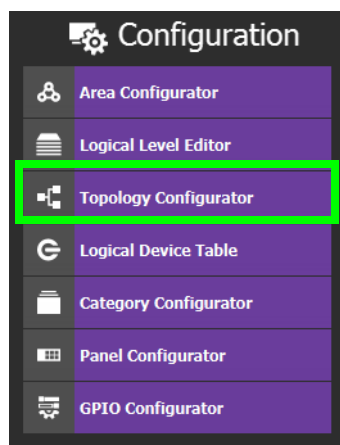 Configuration
Area Configurator
Logical Level Editor
Topology Configurator
Logical Device Table
Category Configurator
Panel Configurator
GPIO Configurator